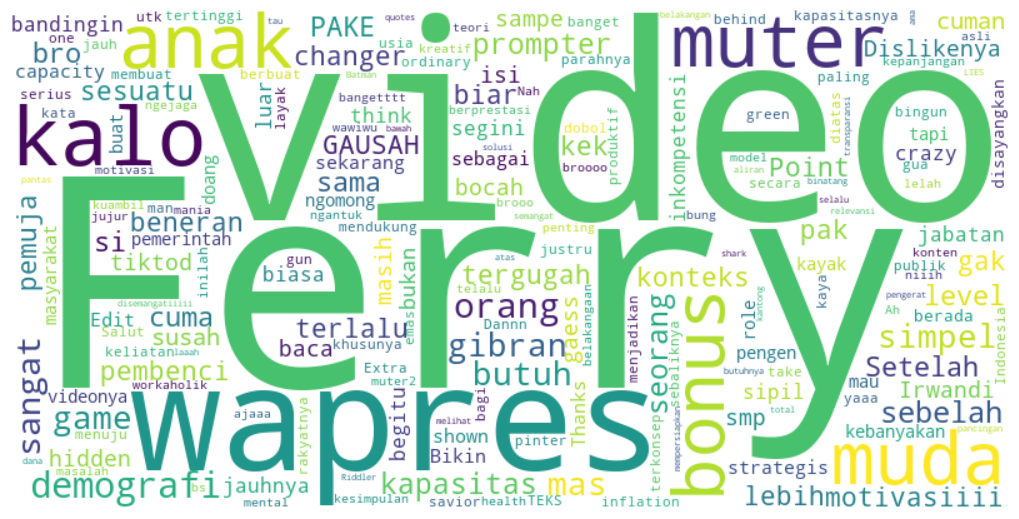 bandingin
utk
tertinggi
bro
one
jauh
anak
PAKE
changer
kreatif
tau
quotes
usia
ordinary
teori
sampe
prompter
banget
parahnya
belakangan
behind
kapasitasnya
asli
ama
cuman
Dislikenya
kepanjangan
LIES
muter
capacity
membuat
sesuatu
serius
kata
ngejaga
berbuat
luar
layak
Batman
bangetttt
think
isi
biar
Nah
berprestasi
segini
kek
dobol
produktif
inkompetensi
green
diatas
transparansi
paling
bingun
tapi
crazy
gua
disayangkan
kalo
buat
motivasi
video
wawiwu
bawah
GAUSAH
sekarang
solusi
sebagai
broooo
model
aliran
Point
binatang
secara
lelah
pantas
kuambil
doang
sama
ngomong
ngantuk
bocah
brooo
semangat
mendukung
penting
bung
selalu
relevansi
pemuja
jujur
man
mania
beneran
si
pemerintah
tiktod
masyarakat
inilah
Ferry
gun
biasa
emas
bukan
masih
telalu
atas
orang
tergugah
justru
konteks
shark
pak
kayak
publik
konten
niiih
jabatan
gak
disemangatiiiii
Edit
Salut
cuma
susah
keliatan
laaah
khusunya
terlalu
baca
Dannn
gibran
gaess
belakangaan
menjadikan
seorang
sebaliknya
role
pengen
kaya
kantong
Ah
pengerat
berada
level
Indonesia
simpel
pembenci
workaholik
sangat
videonya
game
menuju
hidden
masalah
wapres
rakyatnya
ajaaa
Extra
muter2
begitu
melihat
bagi
Bikin
shown
pinter
butuh
Thanks
terkonsep
bonus
mempersiapkan
butuhnya
take
sipil
smp
total
mau
yaaa
Setelah
Irwandi
sebelah
kebanyakan
pancingan
muda
dana
demografi
bs
jauhnya
mental
kesimpulan
Riddler
kapasitas
savior
health
TEKS
mas
inflation
strategis
lebih
motivasiiii